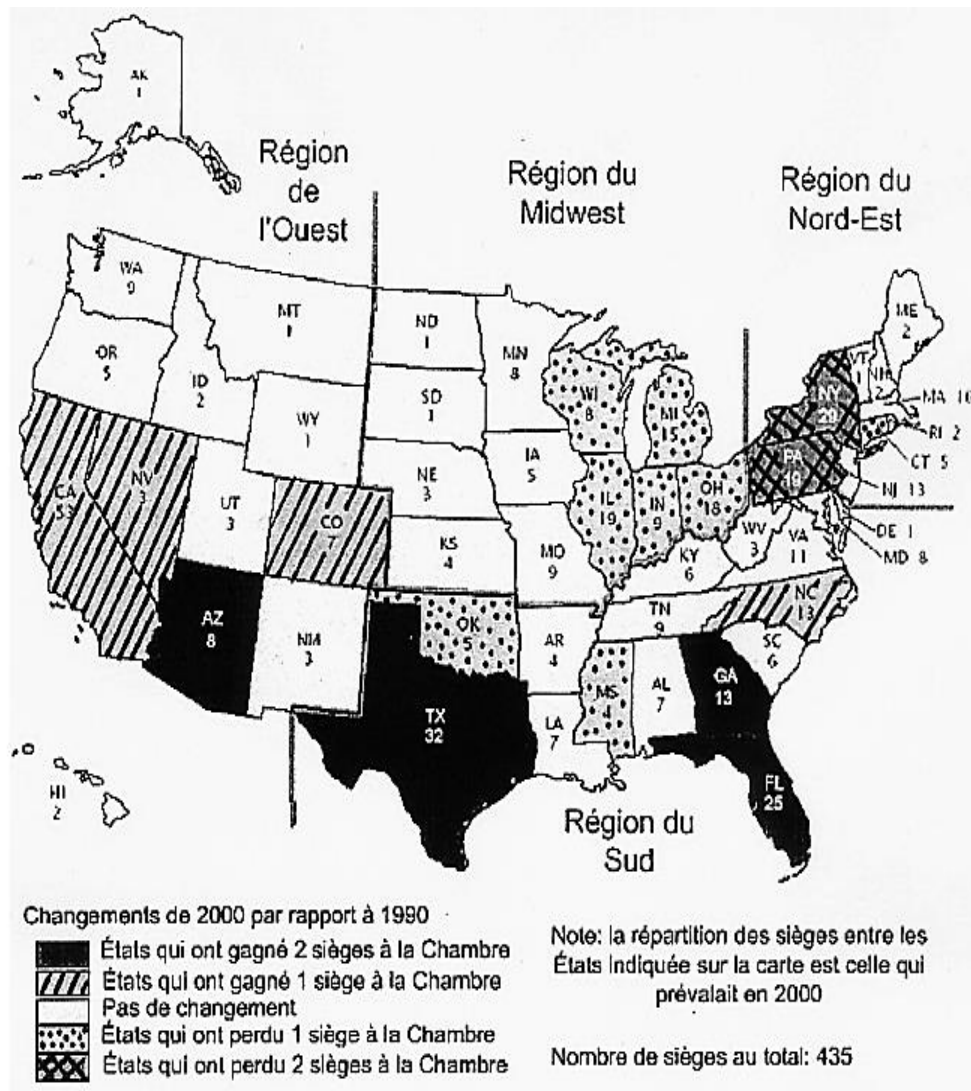 AK
1
Région
de
l'Ouest
Région du
Midwest
Région du
Nord-Est
WA
9
MT
1
ND
1
MN
8
ME
2
VT
1
NH
2
OR
5
ID
2
SD
1
WI
8
MI
15
NY
29
MA 10
RI 2
CT 5
WY
1
IA
5
PA
19
NJ 13
NV
3
NE
3
IL
19
IN
9
OH
18
DE 1
MD 8
CA
53
UT
3
CO
7
KS
4
MO
9
WV
3
VA
11
KY
6
NC
13
TN
9
AZ
8
NM
3
OK
5
AR
4
SC
6
MS
4
AL
7
GA
13
TX
32
LA
7
FL
25
HI
2
Région du
Sud
Changements de 2000 par rapport à 1990
États qui ont gagné 2 sièges à la Chambre
États qui ont gagné 1 siège à la Chambre
Pas de changement
États qui ont perdu 1 siège à la Chambre
États qui ont perdu 2 sièges à la Chambre
Note: la répartition des sièges entre les
États indiquée sur la carte est celle qui
prévalait en 2000
Nombre de sièges au total: 435